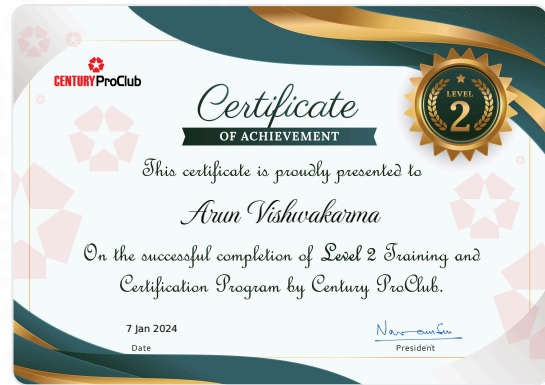 CENTURY ProClub
Certificate
OF ACHIEVEMENT
LEVEL
2
This certificate is proudly presented to
Arun Vishwakarma
On the successful completion of Level 2 Training and
Certification Program by Century ProClub.
7 Jan 2024
Date
President